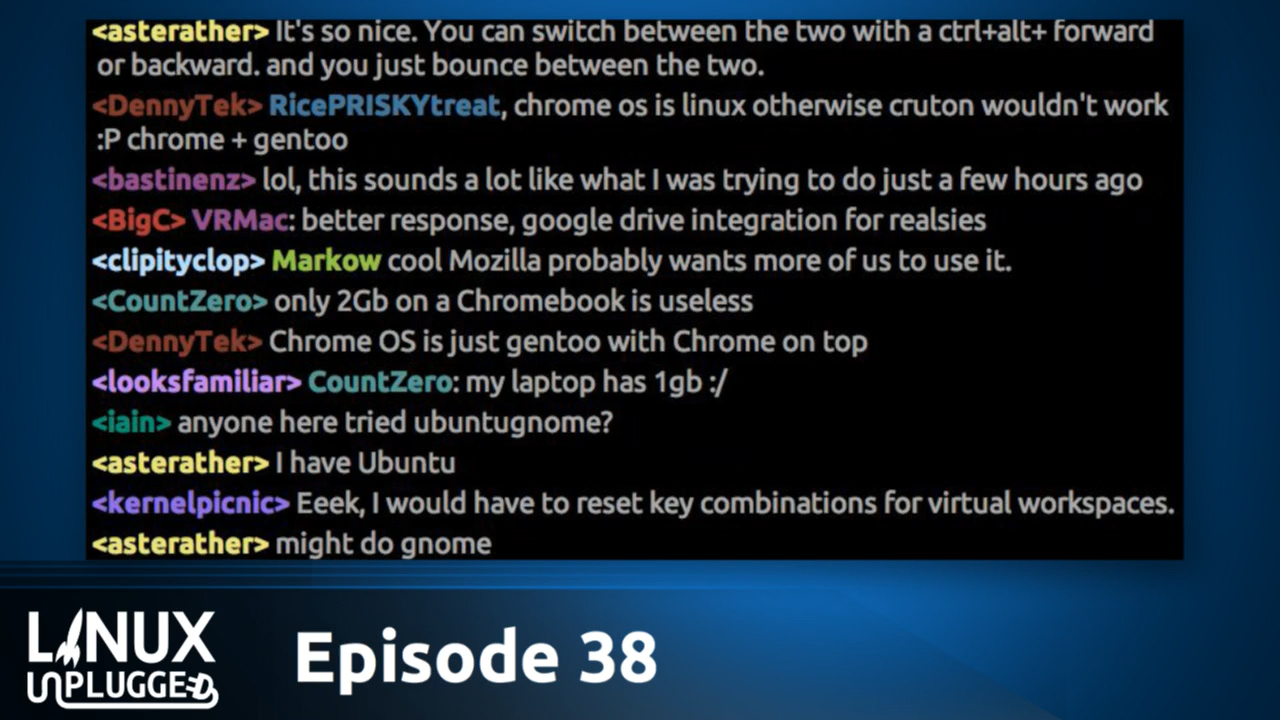 <asterather> It's so nice. You can switch between the two with a ctrl+alt+ forward
or backward. and you just bounce between the two.
<DennyTek> RicePRISKYtreat, chrome os is linux otherwise cruton wouldn't work
:P chrome + gentoo
<bastinenz> lol, this sounds a lot like what I was trying to do just a few hours ago
<BigC> VRMac: better response, google drive integration for realsies
<clipityclop> Markow cool Mozilla probably wants more of us to use it.
<CountZero> only 2Gb on a Chromebook is useless
<DennyTek> Chrome OS is just gentoo with Chrome on top
<looksfamiliar> CountZero: my laptop has 1gb :/
<iain> anyone here tried ubuntugnome?
<asterather> I have Ubuntu
<kernelpicnic> Eeek, I would have to reset key combinations for virtual workspaces.
<asterather> might do gnome
LINUX
UNPLUGGED
Episode 38